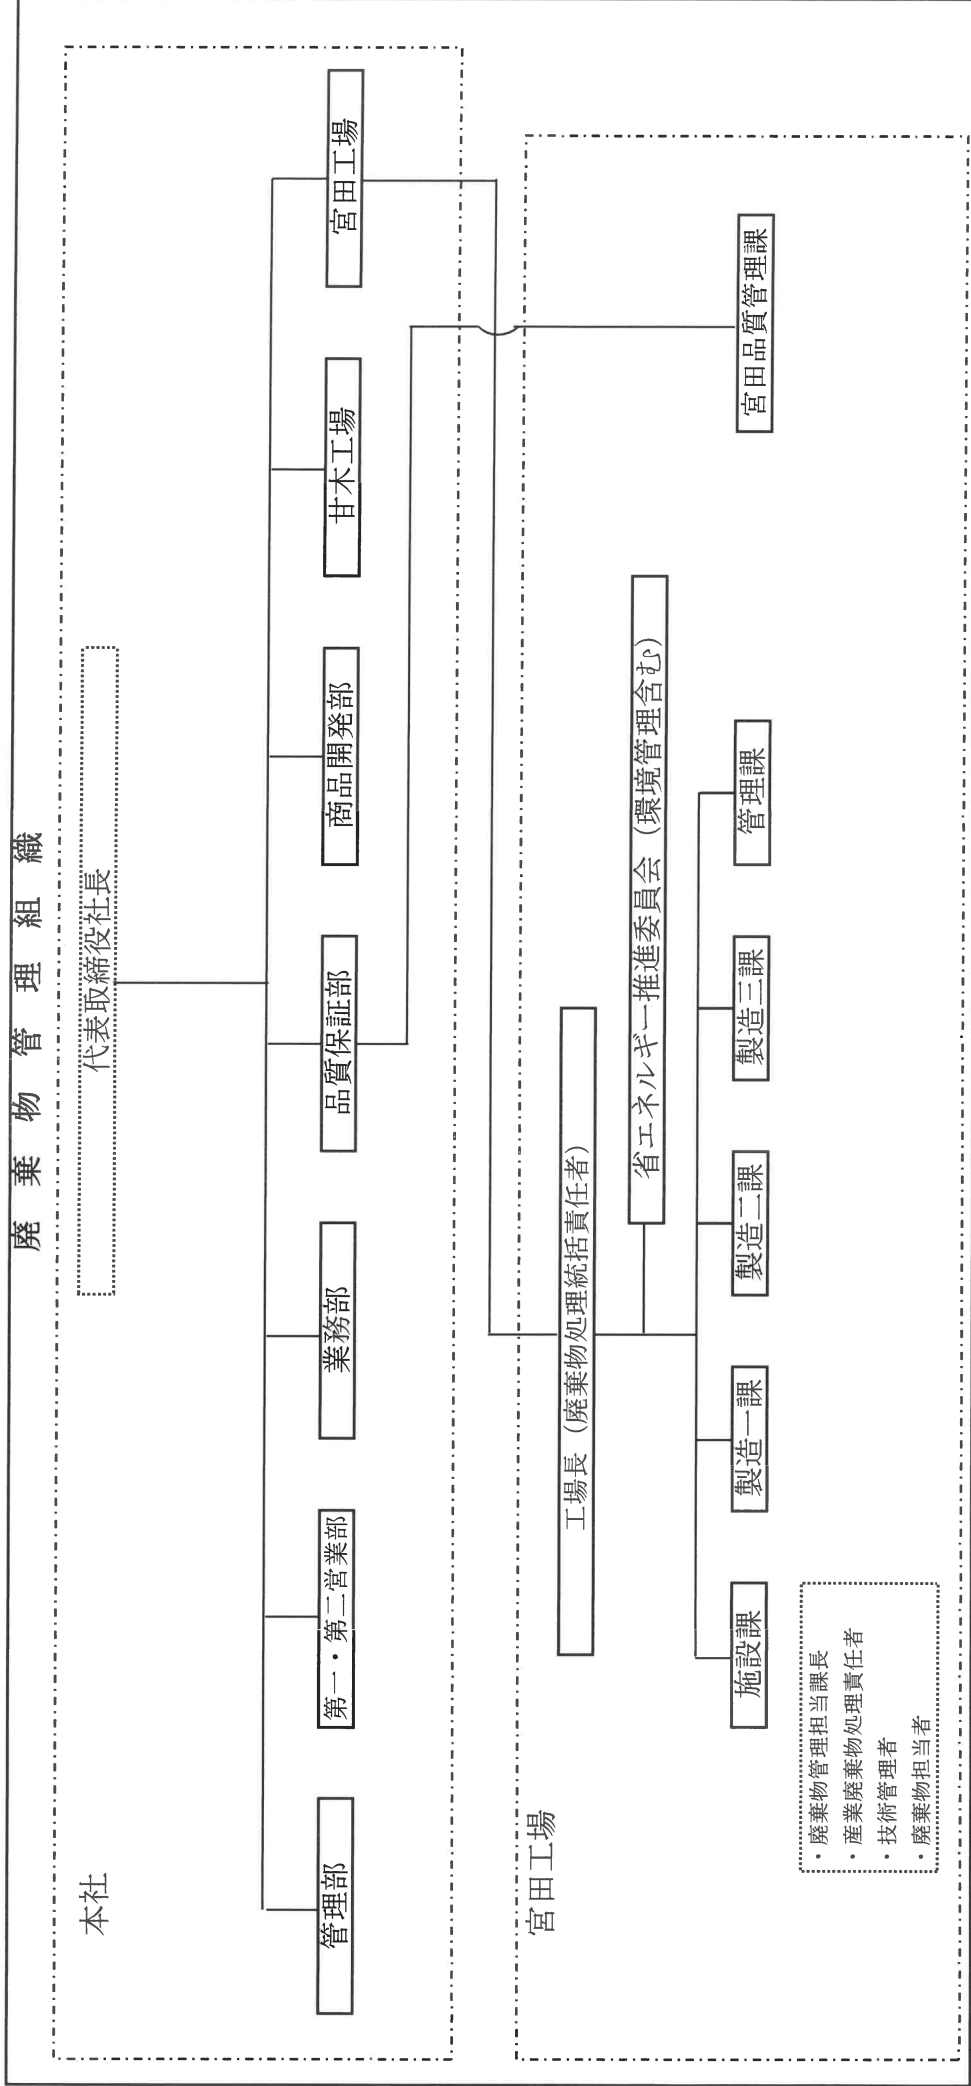 廃棄物管理組織
本社
代表取締役社長
管理部
第一・第二営業部
業務部
品質保証部
商品開発部
甘木工場
宮田工場
宮田工場
工場長（廃棄物処理統括責任者）
省エネルギー推進委員会（環境管理含む）
施設課
製造一課
製造二課
製造三課
管理課
宮田品質管理課
・廃棄物管理担当課長
・産業廃棄物処理責任者
・技術管理者
・廃棄物担当者